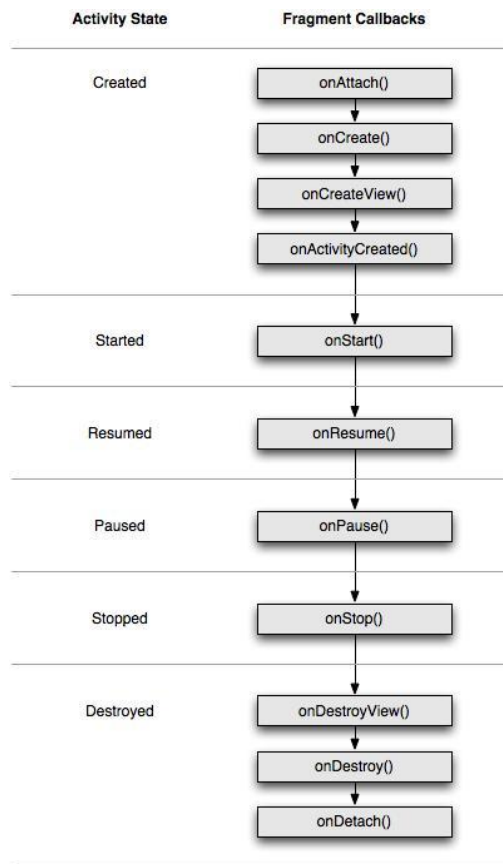 Activity State Fragment Callbacks
Created onAttach()
onCreate()
onCreateView()
onActivityCreated()
Started onStart()
Resumed onResume()
Paused onPause()
Stopped onStop()
Destroyed onDestroyView()
onDestroy()
onDetach()